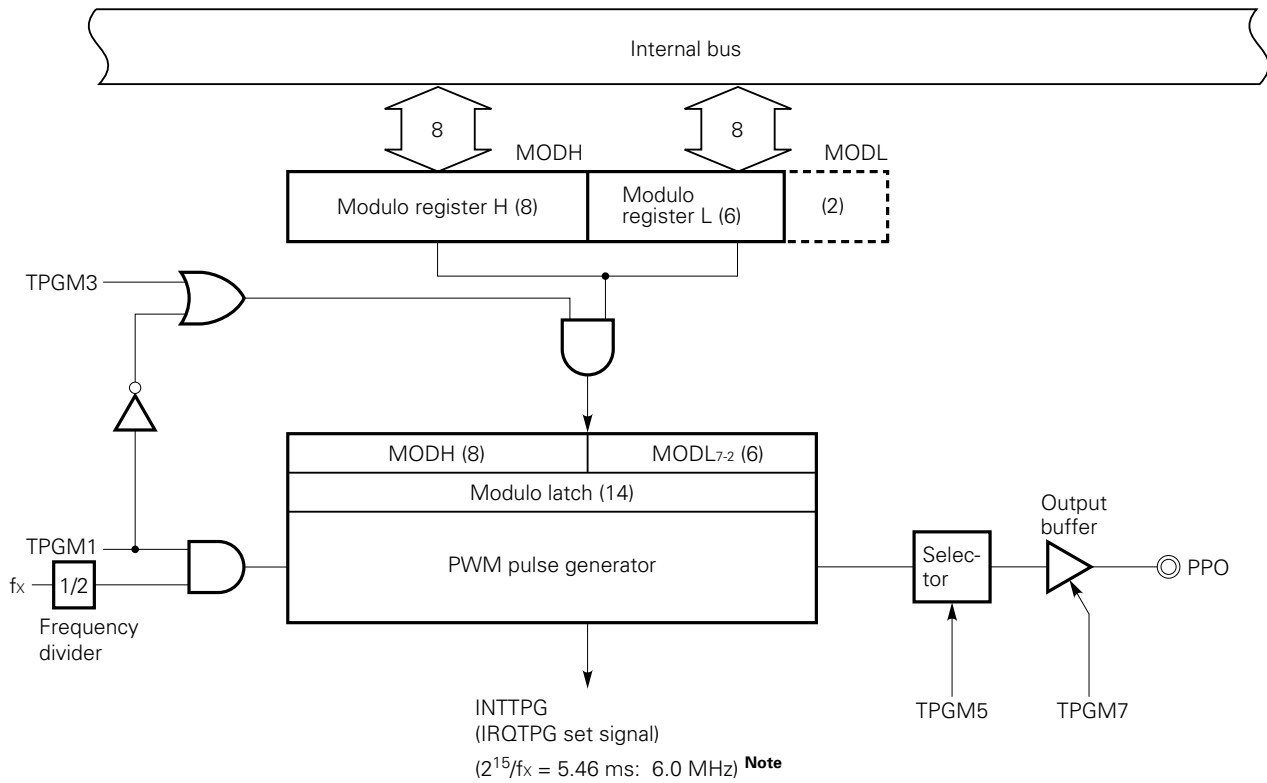 Internal bus
8
8
MODH
MODL
Modulo register H (8)
Modulo
register L (6)
(2)
TPGM3
MODH (8)
MODL7-2 (6)
Modulo latch (14)
Output
buffer
TPGM1
PWM pulse generator
Selec-
tor
PPO
fX
1/2
Frequency
divider
INTTPG
(IRQTPG set signal)
(2¹⁵/fX = 5.46 ms: 6.0 MHz) Note
TPGM5
TPGM7